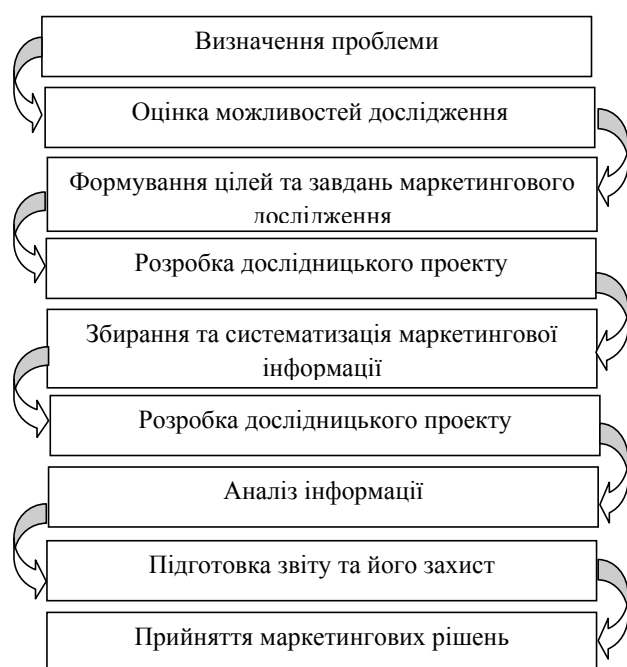 Визначення проблеми
Оцінка можливостей дослідження
Формування цілей та завдань маркетингового
дослідження
Розробка дослідницького проекту
Збирання та систематизація маркетингової
інформації
Розробка дослідницького проекту
Аналіз інформації
Підготовка звіту та його захист
Прийняття маркетингових рішень